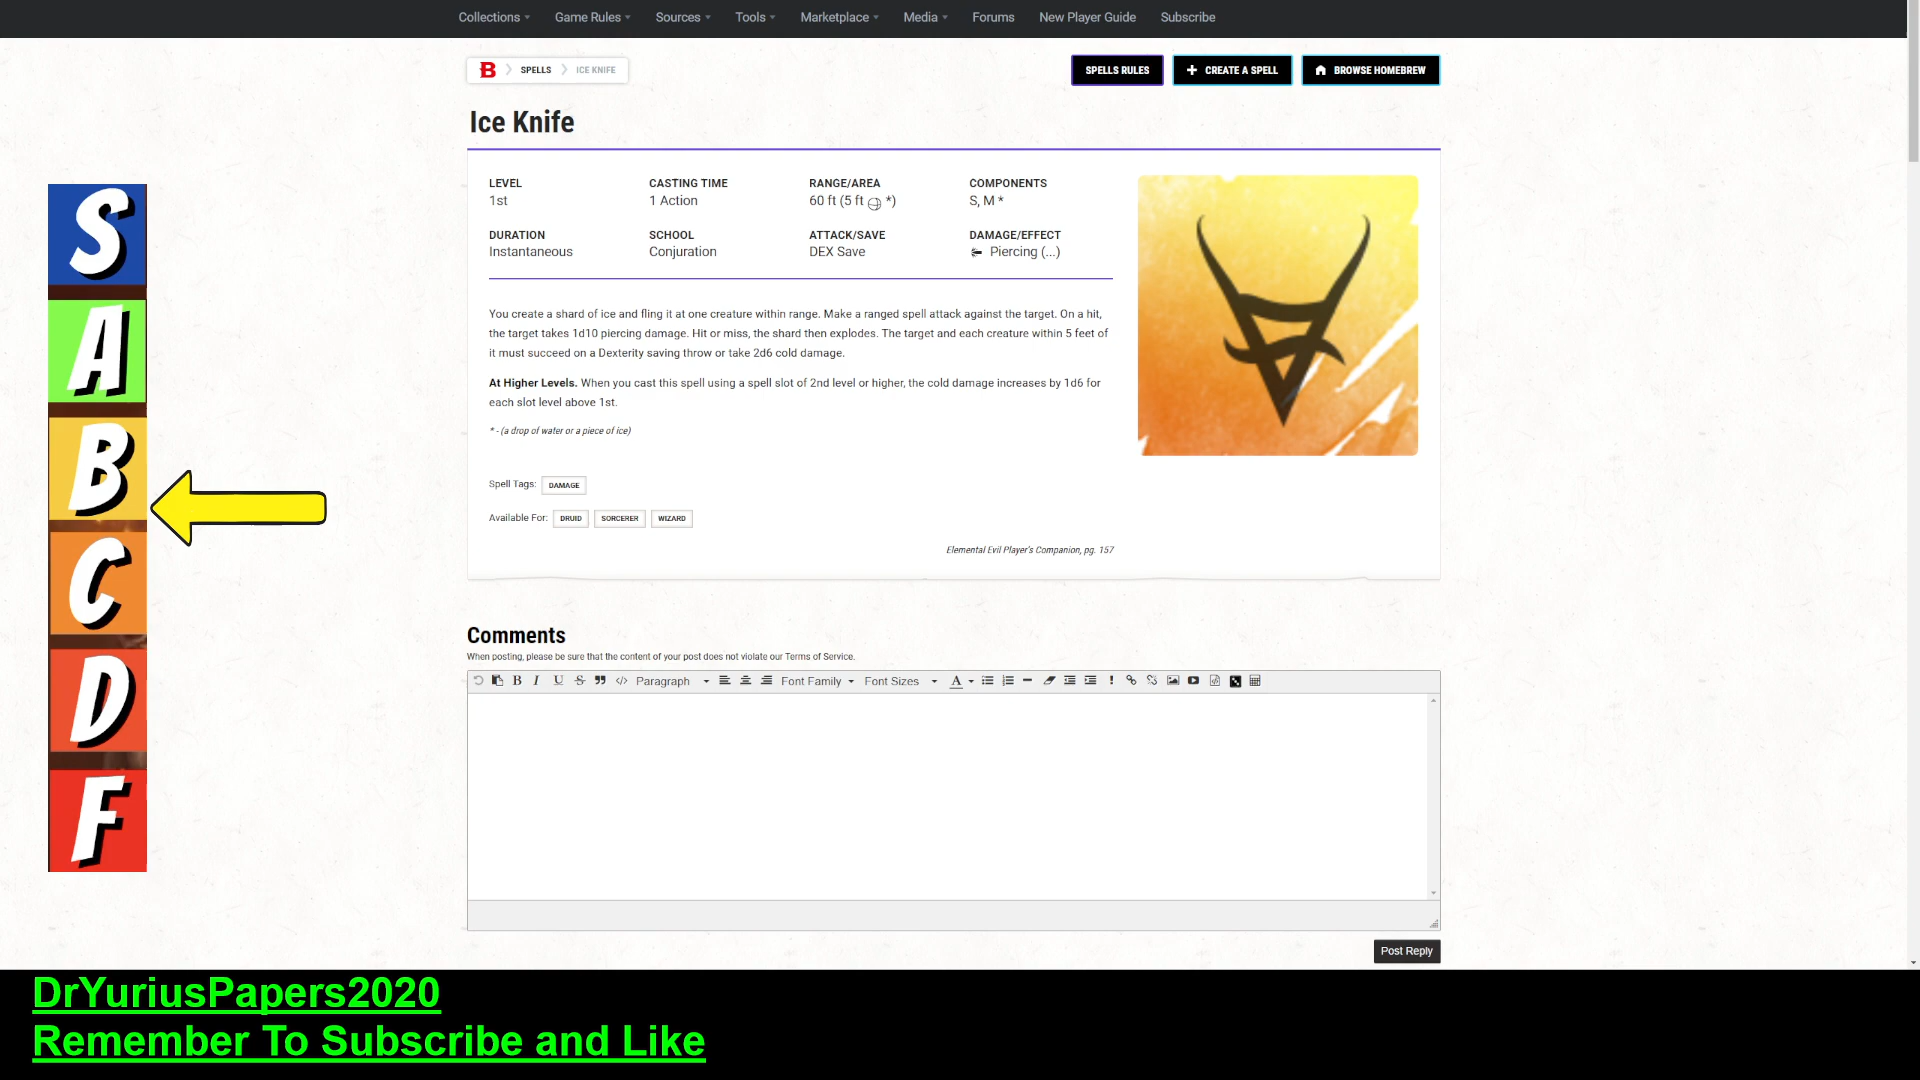 Collections Game Rules Sources Tools Marketplace Media Forums New Player Guide Subscribe
B SPELLS ICE KNIFE
SPELLS RULES CREATE A SPELL BROWSE HOMEBREW
Ice Knife
LEVEL CASTING TIME RANGE/AREA COMPONENTS
1st 1 Action 60 ft (5 ft *) S, M *
DURATION SCHOOL ATTACK/SAVE DAMAGE/EFFECT
Instantaneous Conjuration DEX Save Piercing (...)
You create a shard of ice and fling it at one creature within range. Make a ranged spell attack against the target. On a hit,
the target takes 1d10 piercing damage. Hit or miss, the shard then explodes. The target and each creature within 5 feet of
it must succeed on a Dexterity saving throw or take 2d6 cold damage.
At Higher Levels. When you cast this spell using a spell slot of 2nd level or higher, the cold damage increases by 1d6 for
each slot level above 1st.
* - (a drop of water or a piece of ice)
Spell Tags: DAMAGE
Available For: DRUID SORCERER WIZARD
Elemental Evil Player's Companion, pg. 157
S
A
B
C
D
F
Comments
When posting, please be sure that the content of your post does not violate our Terms of Service.
B I U S Paragraph Font Family Font Sizes A
Post Reply
DrYuriusPapers2020
Remember To Subscribe and Like